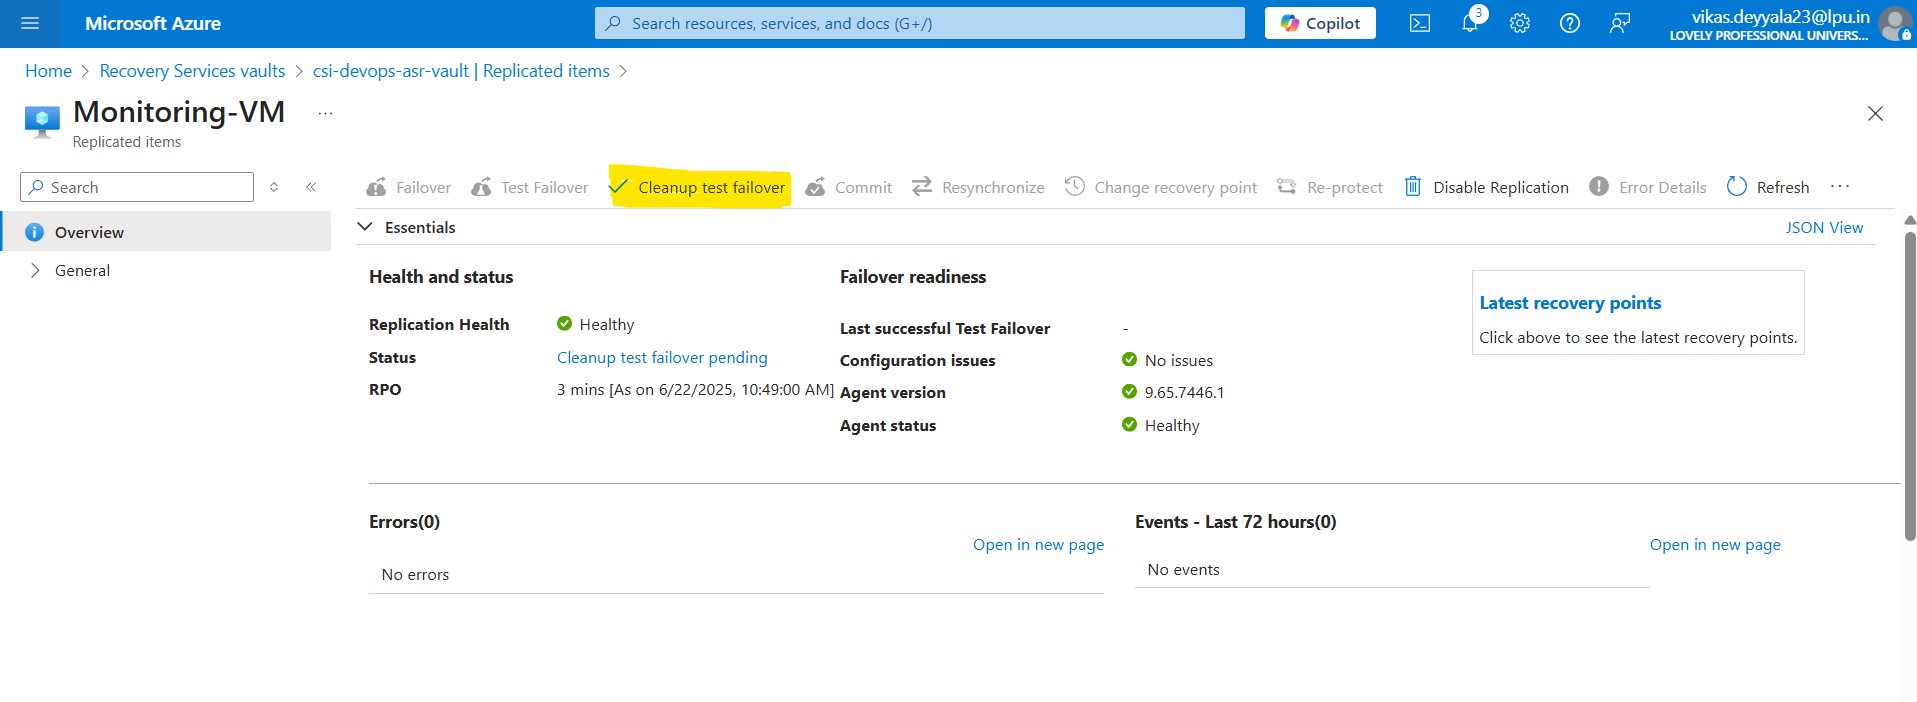 Microsoft Azure
Search resources, services, and docs (G+/)
Copilot
3
vikas.deyyala23@lpu.in
LOVELY PROFESSIONAL UNIVERS...
Home > Recovery Services vaults > csi-devops-asr-vault | Replicated items >
Monitoring-VM ...
Replicated items
Search
Failover Test Failover Cleanup test failover Commit Resynchronize Change recovery point Re-protect Disable Replication Error Details Refresh ...
Overview
General
Essentials
JSON View
Health and status
Replication Health Healthy
Status Cleanup test failover pending
RPO 3 mins [As on 6/22/2025, 10:49:00 AM]
Failover readiness
Last successful Test Failover -
Configuration issues No issues
Agent version 9.65.7446.1
Agent status Healthy
Latest recovery points
Click above to see the latest recovery points.
Errors(0)
Open in new page
No errors
Events - Last 72 hours(0)
Open in new page
No events